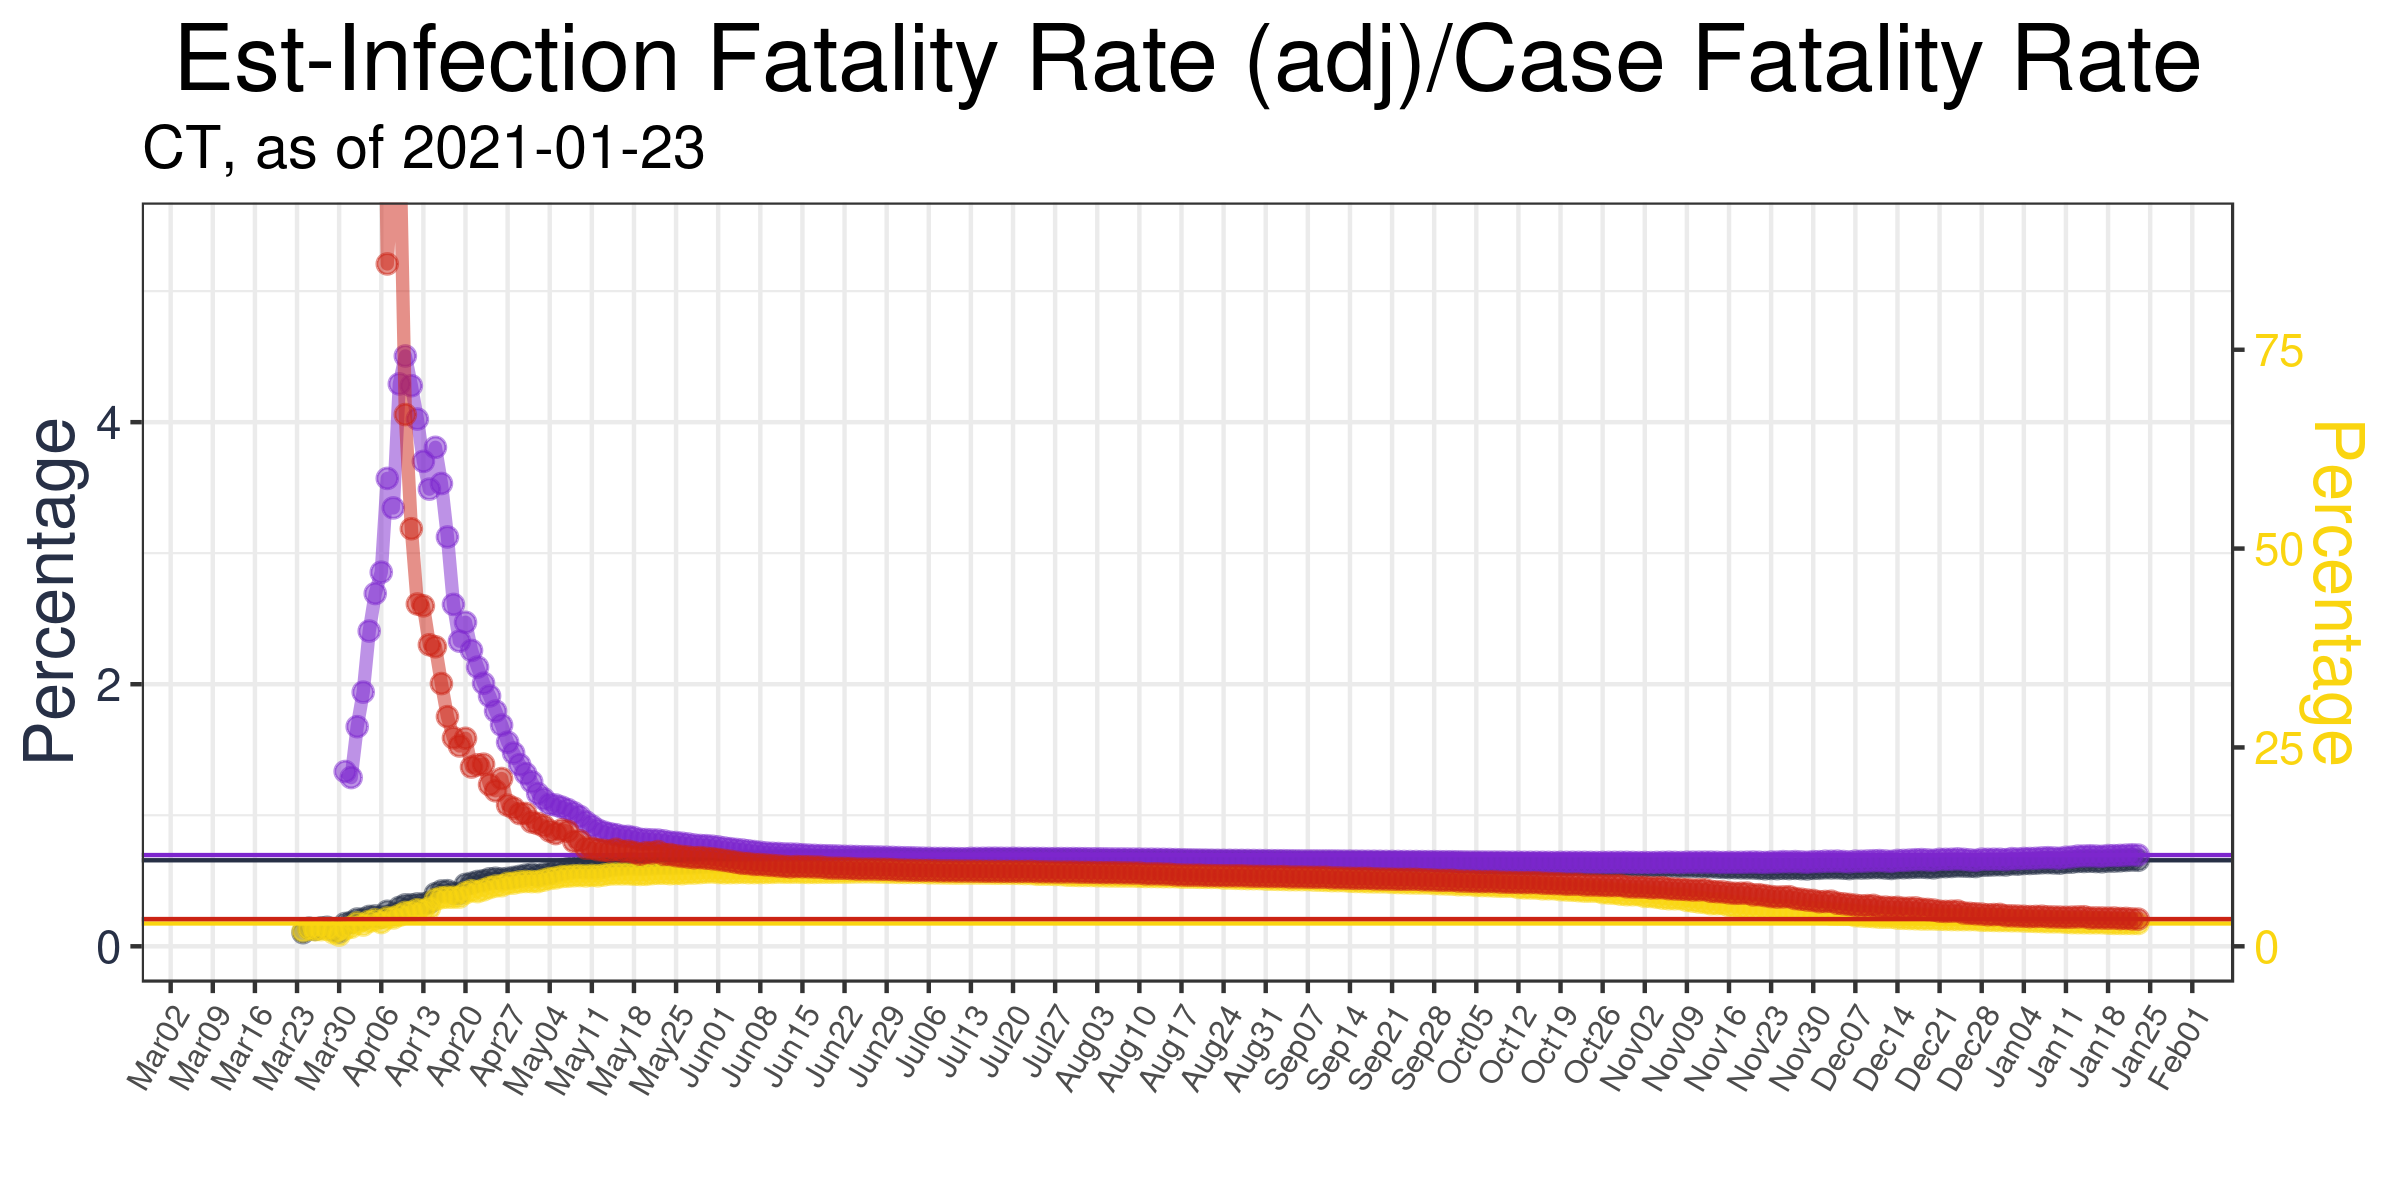 Est-Infection Fatality Rate (adj)/Case Fatality Rate
CT, as of 2021-01-23
Percentage
4
2
0
75
50
25
0
Percentage
Mar02
Mar09
Mar16
Mar23
Mar30
Apr06
Apr13
Apr20
Apr27
May04
May11
May18
May25
Jun01
Jun08
Jun15
Jun22
Jun29
Jul06
Jul13
Jul20
Jul27
Aug03
Aug10
Aug17
Aug24
Aug31
Sep07
Sep14
Sep21
Sep28
Oct05
Oct12
Oct19
Oct26
Nov02
Nov09
Nov16
Nov23
Nov30
Dec07
Dec14
Dec21
Dec28
Jan04
Jan11
Jan18
Jan25
Feb01